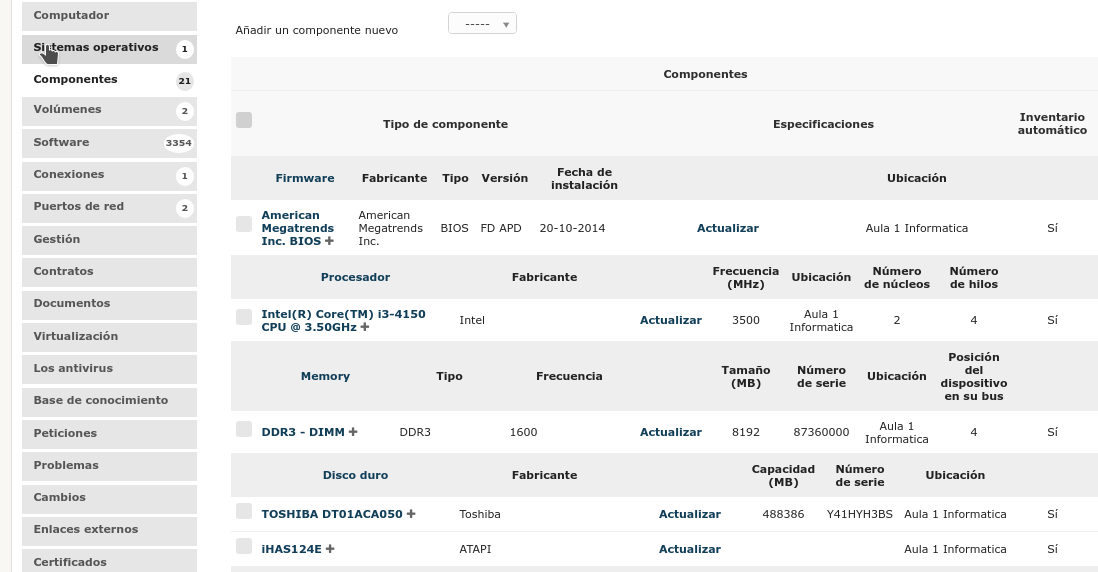 Computador
Sistemas operativos 1
Componentes 21
Volúmenes 2
Software 3354
Conexiones 1
Puertos de red 2
Gestión
Contratos
Documentos
Virtualización
Los antivirus
Base de conocimiento
Peticiones
Problemas
Cambios
Enlaces externos
Certificados
Añadir un componente nuevo -----
Componentes
Tipo de componente Especificaciones Inventario automático
Firmware Fabricante Tipo Versión Fecha de instalación Ubicación
American Megatrends Inc. BIOS American Megatrends Inc. BIOS FD APD 20-10-2014 Actualizar Aula 1 Informatica Sí
Procesador Fabricante Frecuencia (MHz) Ubicación Número de núcleos Número de hilos
Intel(R) Core(TM) i3-4150 CPU @ 3.50GHz Intel Actualizar 3500 Aula 1 Informatica 2 4 Sí
Memory Tipo Frecuencia Tamaño (MB) Número de serie Ubicación Posición del dispositivo en su bus
DDR3 - DIMM DDR3 1600 Actualizar 8192 87360000 Aula 1 Informatica 4 Sí
Disco duro Fabricante Capacidad (MB) Número de serie Ubicación
TOSHIBA DT01ACA050 Toshiba Actualizar 488386 Y41HYH3BS Aula 1 Informatica Sí
iHAS124E ATAPI Actualizar Aula 1 Informatica Sí